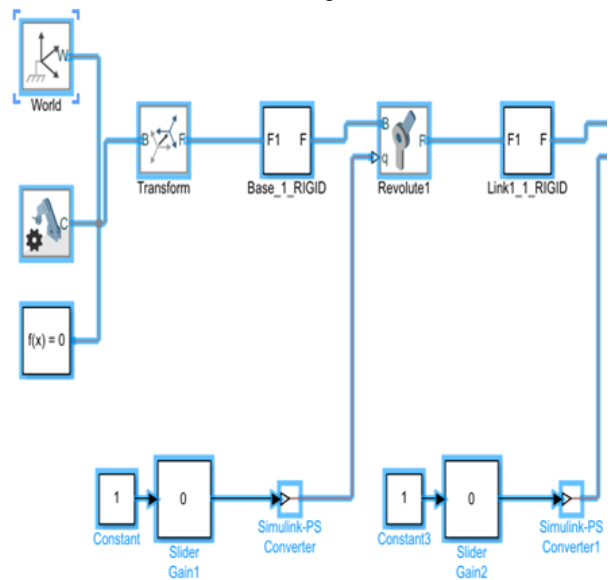 W
World
B
F
Transform
F1
F
Base_1_RIGID
B
q
F
Revolute1
F1
F
Link1_1_RIGID
C
f(x) = 0
1
Constant
0
Slider
Gain1
Simulink-PS
Converter
1
Constant3
0
Slider
Gain2
Simulink-PS
Converter1